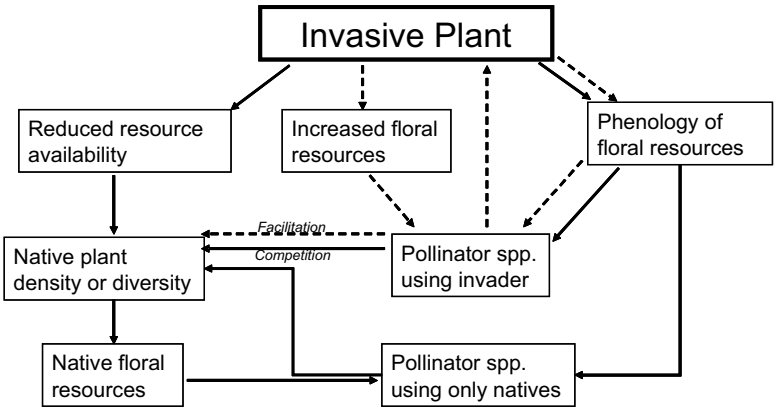 Invasive Plant
Reduced resource
availability
Increased floral
resources
Phenology of
floral resources
Facilitation
Competition
Native plant
density or diversity
Pollinator spp.
using invader
Native floral
resources
Pollinator spp.
using only natives